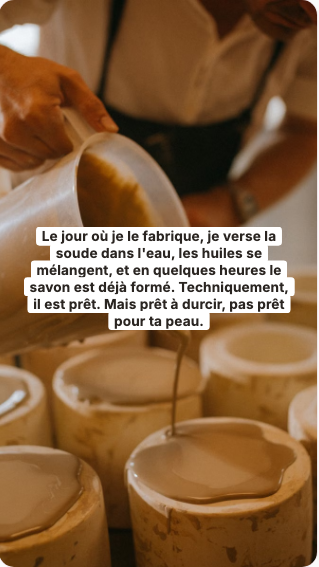 Le jour où je le fabrique, je verse la
soude dans l'eau, les huiles se
mélangent, et en quelques heures le
savon est déjà formé. Techniquement,
il est prêt. Mais prêt à durcir, pas prêt
pour ta peau.